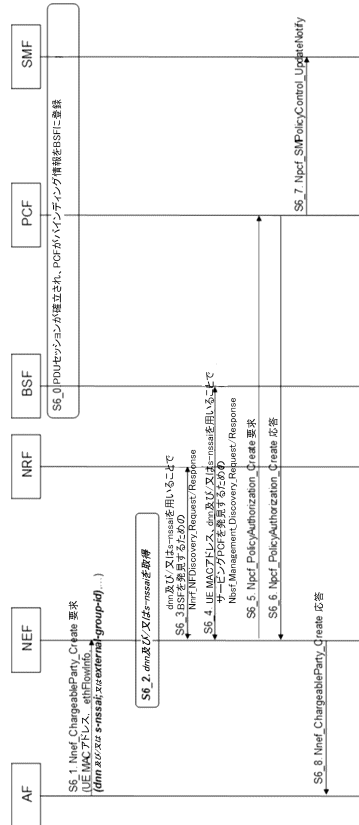 AF
NEF
NRF
BSF
PCF
SMF
S6_0 PDUセッションが確立され、PCFがバインディング情報をBSFに登録
S6_1. Nnef_ChargeableParty_Create 要求
(UE MACアドレス、ethFlowInfo、
(dnn 及び/又は s-nssai;又はexternal-group-id)...)
S6_2. dnn及び/又はs-nssaiを取得
dnn及び/又はs-nssaiを用いることで
S6_3.BSFを発見するための
Nnrf_NFDiscovery_Request/Response
S6_4. UE MACアドレス、dnn及び/又はs-nssaiを用いることで
サービングPCFを発見するための
Nbsf_Management_Discovery_Request/Response
S6_5. Npcf_PolicyAuthorization_Create 要求
S6_6. Npcf_PolicyAuthorization_Create 応答
S6_7. Npcf_SMPolicyControl_UpdateNotify
S6_8. Nnef_ChargeableParty_Create 応答